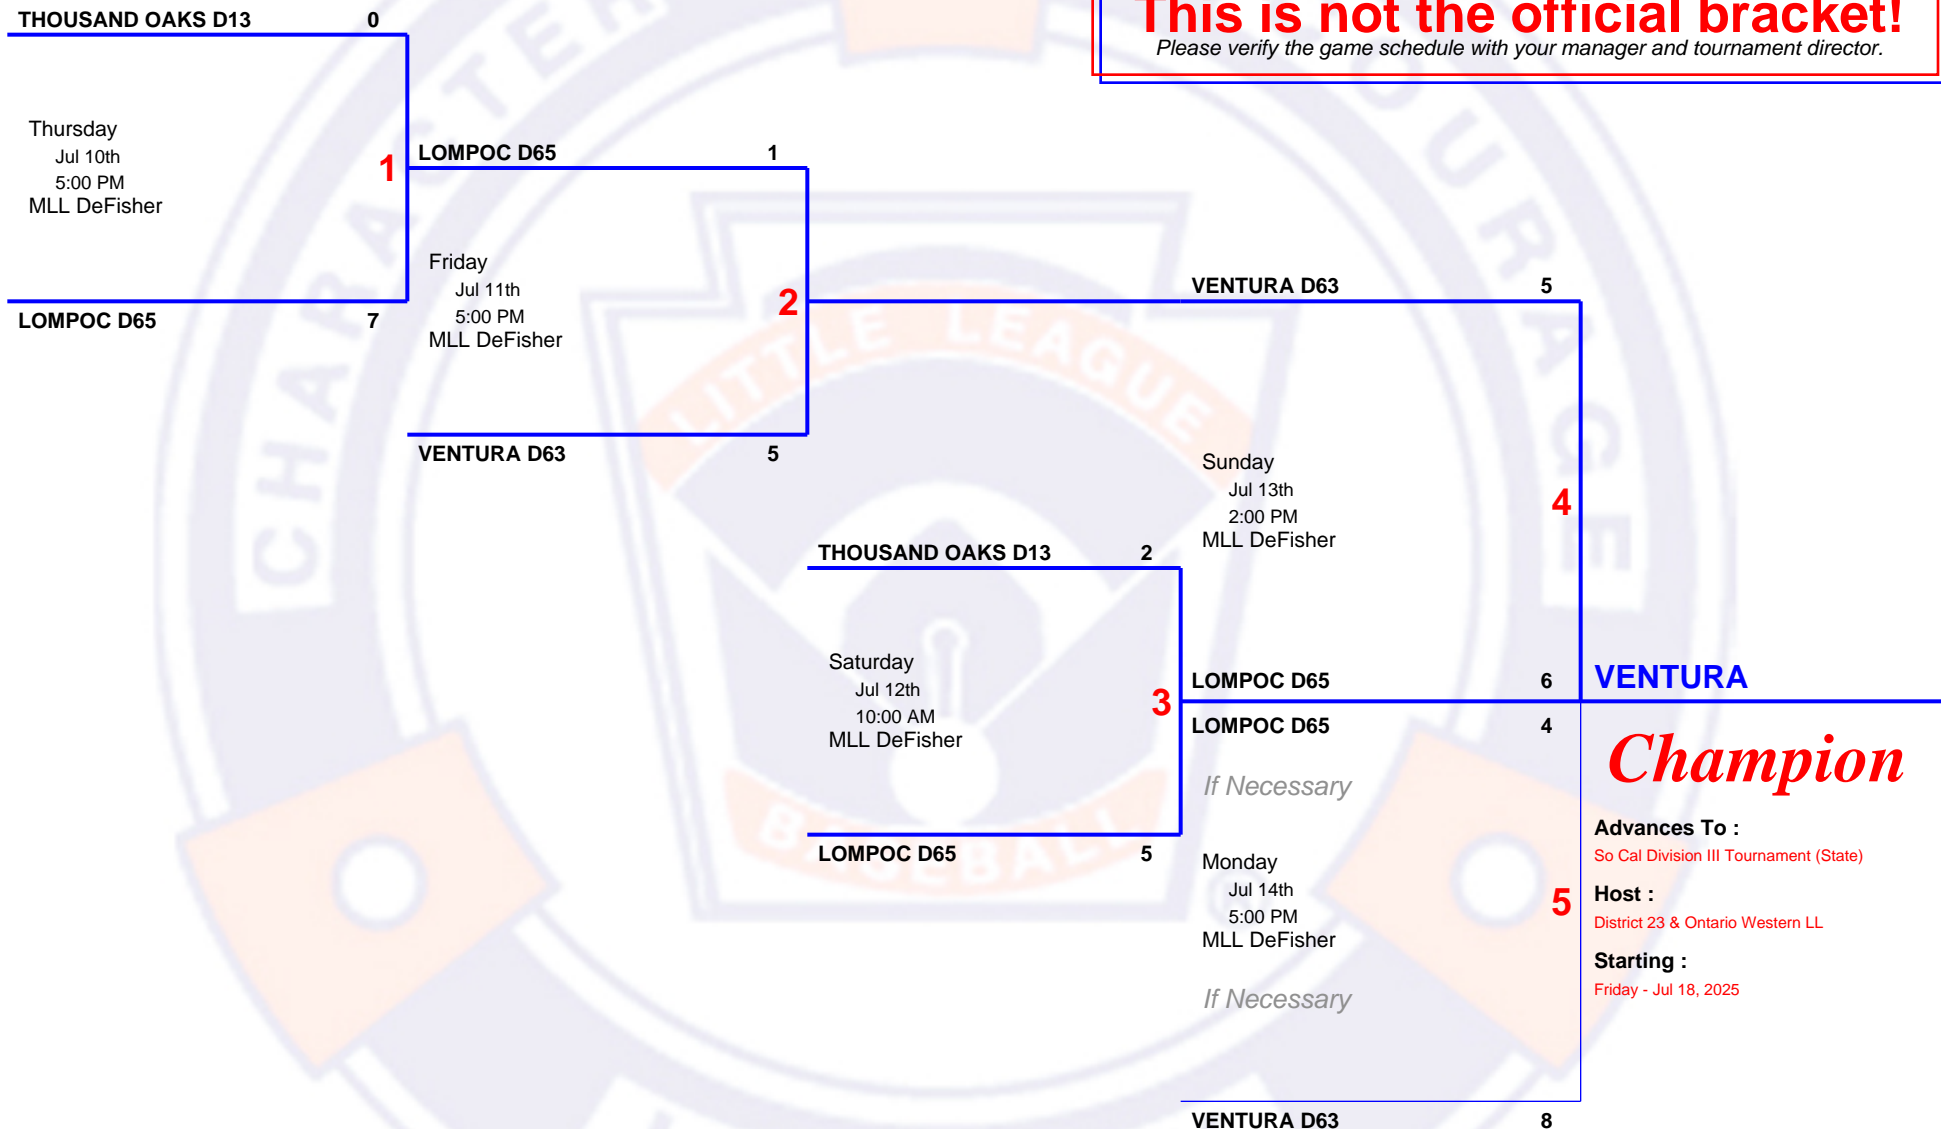 This is not the official bracket!
Please verify the game schedule with your manager and tournament director.
THOUSAND OAKS D13 0
Thursday
Jul 10th
5:00 PM
MLL DeFisher
1
LOMPOC D65 7
LOMPOC D65 1
Friday
Jul 11th
5:00 PM
MLL DeFisher
2
VENTURA D63 5
THOUSAND OAKS D13 2
Saturday
Jul 12th
10:00 AM
MLL DeFisher
3
LOMPOC D65 5
VENTURA D63 5
Sunday
Jul 13th
2:00 PM
MLL DeFisher
4
LOMPOC D65 6
LOMPOC D65 4
If Necessary
Monday
Jul 14th
5:00 PM
MLL DeFisher
5
If Necessary
VENTURA D63 8
VENTURA
Champion
Advances To :
So Cal Division III Tournament (State)
Host :
District 23 & Ontario Western LL
Starting :
Friday - Jul 18, 2025
LITTLE LEAGUE
BASEBALL
®